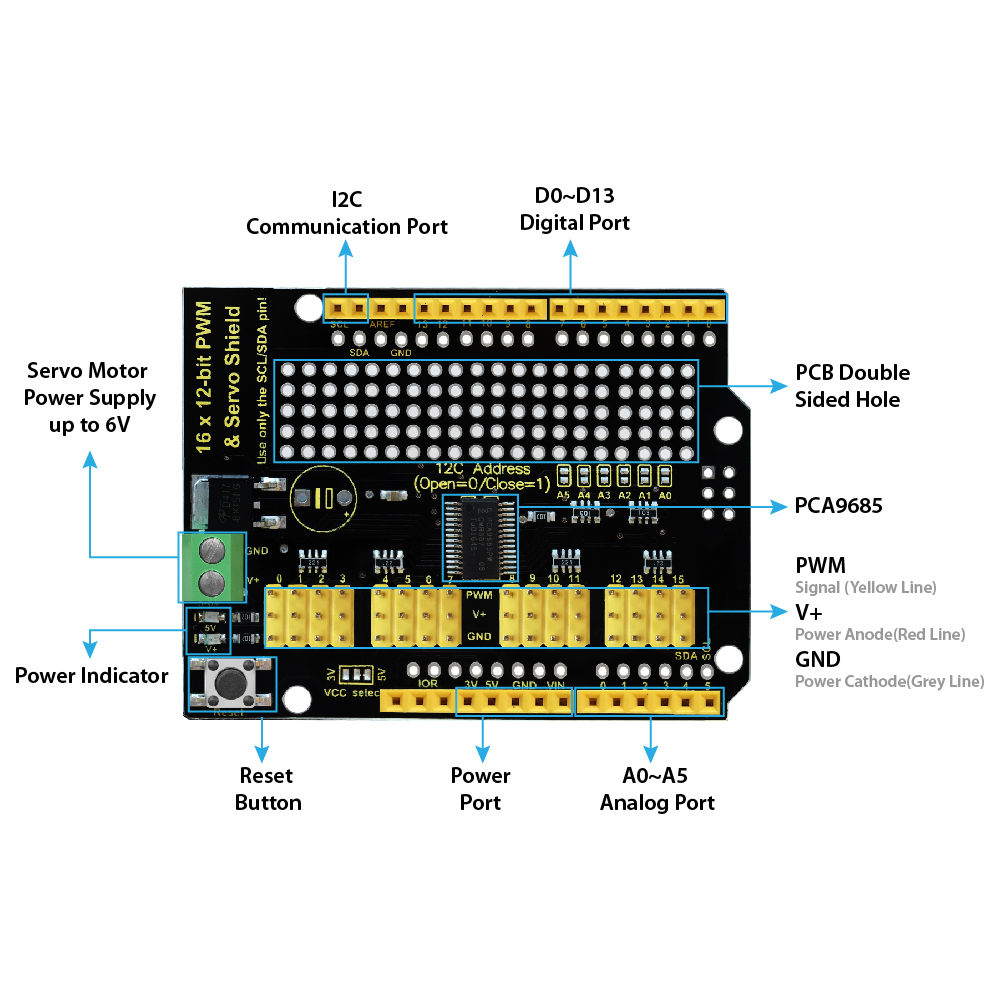 I2C
Communication Port
D0~D13
Digital Port
16 x 12-bit PWM
& Servo Shield
Use only the SCL/SDA pin!
SCL
AREF
13 12 11 10 9 8
7 6 5 4 3 2 1 0
SDA
GND
Servo Motor
Power Supply
up to 6V
PCB Double
Sided Hole
I2C Address
(Open=0/Close=1)
A5 A4 A3 A2 A1 A0
PCA9685
GND
V+
0 1 2 3
4 5 6 7
8 9 10 11
12 13 14 15
PWM
V+
GND
PWM
Signal (Yellow Line)
V+
Power Anode(Red Line)
GND
Power Cathode(Grey Line)
5V
V+
Power Indicator
SDA
SCL
3V
5V
VCC select
IOR
3V 5V GND VIN
0 1 2 3 4 5
Reset
Reset
Button
Power
Port
A0~A5
Analog Port